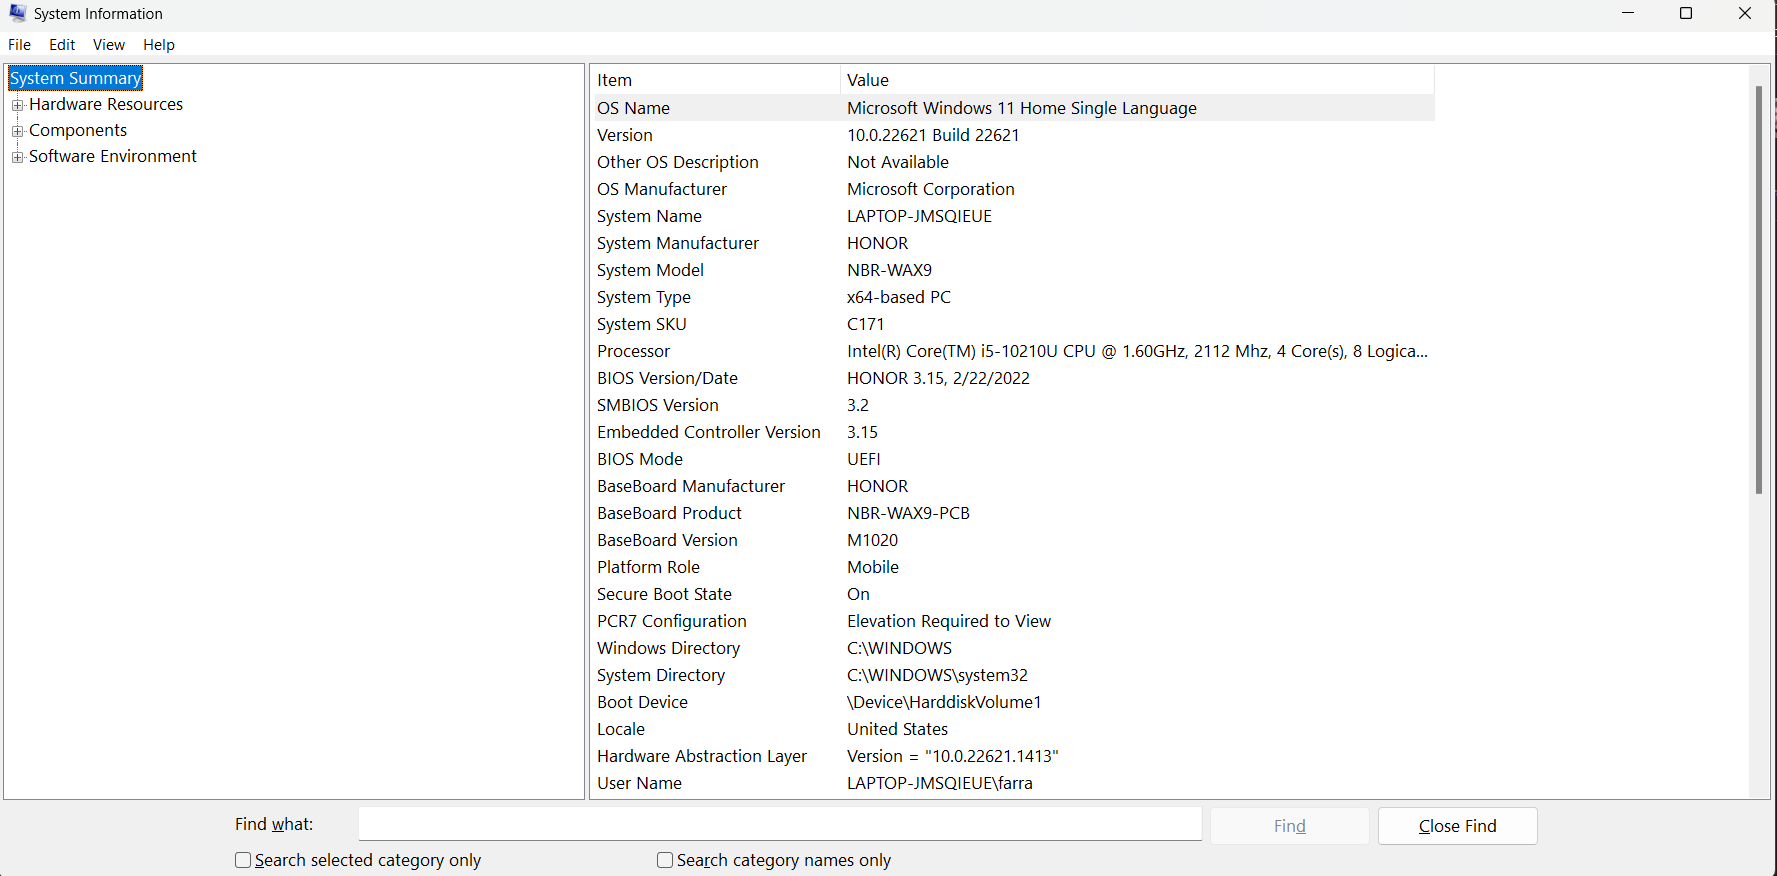 System Information
File Edit View Help
System Summary
Hardware Resources
Components
Software Environment
Item Value
OS Name Microsoft Windows 11 Home Single Language
Version 10.0.22621 Build 22621
Other OS Description Not Available
OS Manufacturer Microsoft Corporation
System Name LAPTOP-JMSQIEUE
System Manufacturer HONOR
System Model NBR-WAX9
System Type x64-based PC
System SKU C171
Processor Intel(R) Core(TM) i5-10210U CPU @ 1.60GHz, 2112 Mhz, 4 Core(s), 8 Logica...
BIOS Version/Date HONOR 3.15, 2/22/2022
SMBIOS Version 3.2
Embedded Controller Version 3.15
BIOS Mode UEFI
BaseBoard Manufacturer HONOR
BaseBoard Product NBR-WAX9-PCB
BaseBoard Version M1020
Platform Role Mobile
Secure Boot State On
PCR7 Configuration Elevation Required to View
Windows Directory C:\WINDOWS
System Directory C:\WINDOWS\system32
Boot Device \Device\HarddiskVolume1
Locale United States
Hardware Abstraction Layer Version = "10.0.22621.1413"
User Name LAPTOP-JMSQIEUE\farra
Find what: Find Close Find
Search selected category only Search category names only